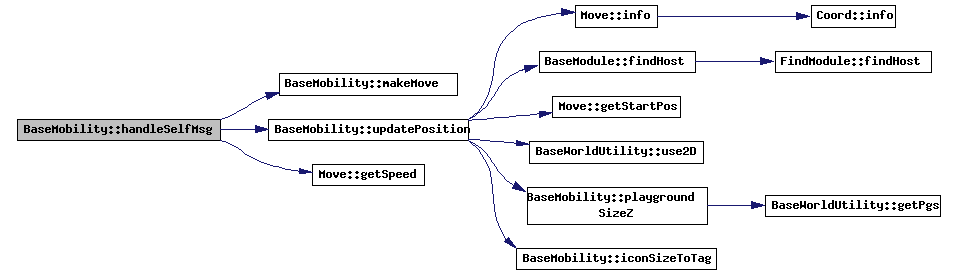 Move::info
Coord::info
BaseModule::findHost
FindModule::findHost
BaseMobility::makeMove
Move::getStartPos
BaseMobility::handleSelfMsg
BaseMobility::updatePosition
BaseWorldUtility::use2D
Move::getSpeed
BaseMobility::playground
SizeZ
BaseWorldUtility::getPgs
BaseMobility::iconSizeToTag